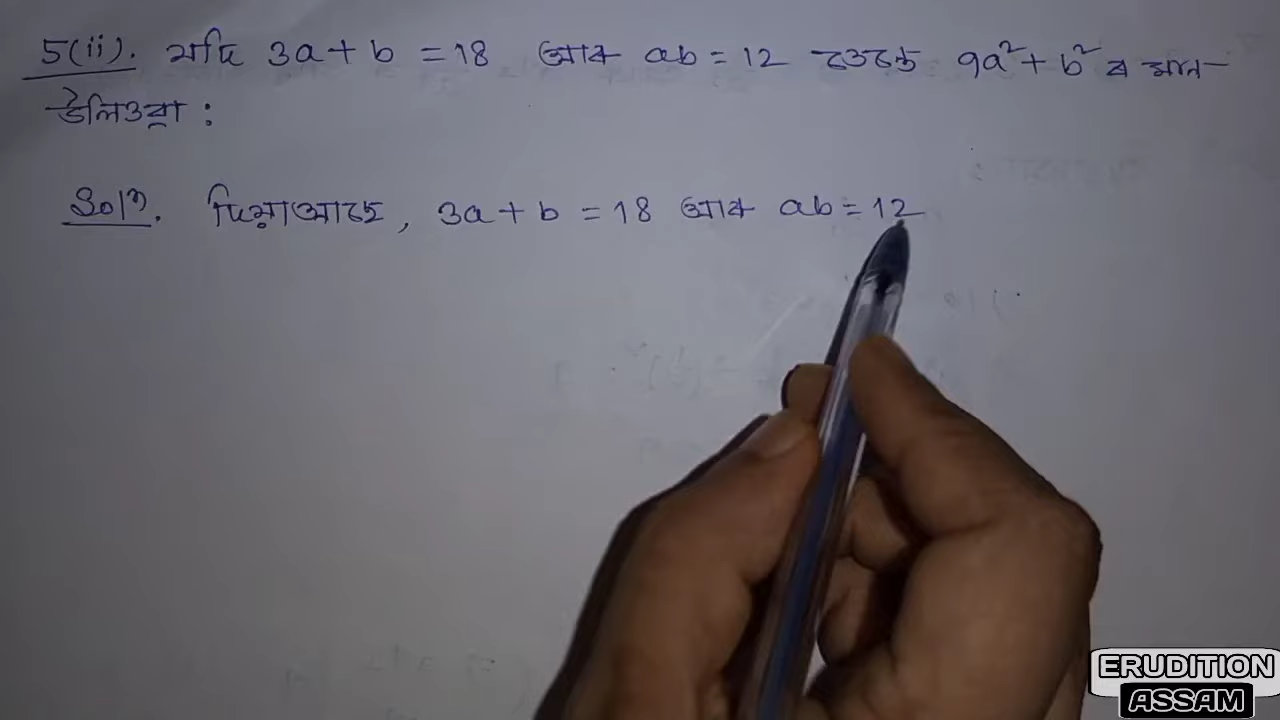 5(ii). যদি 3a + b = 18 আৰু ab = 12 তেতে 9a² + b² ৰ মান
উলিওৱা :
Solⁿ. দিয়াআছে, 3a + b = 18 আৰু ab = 12
ERUDITION
ASSAM